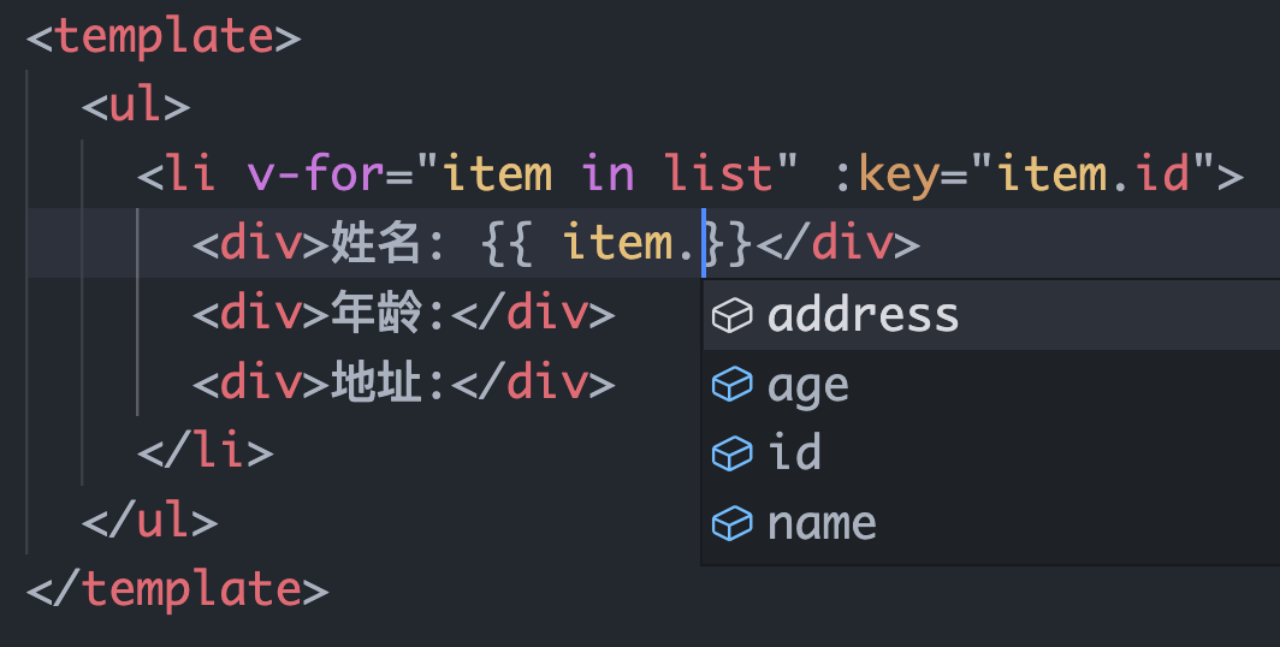 <template>
<ul>
<li v-for="item in list" :key="item.id">
<div>姓名: {{ item.}}</div>
<div>年龄:</div>
<div>地址:</div>
</li>
</ul>
</template>
address
age
id
name